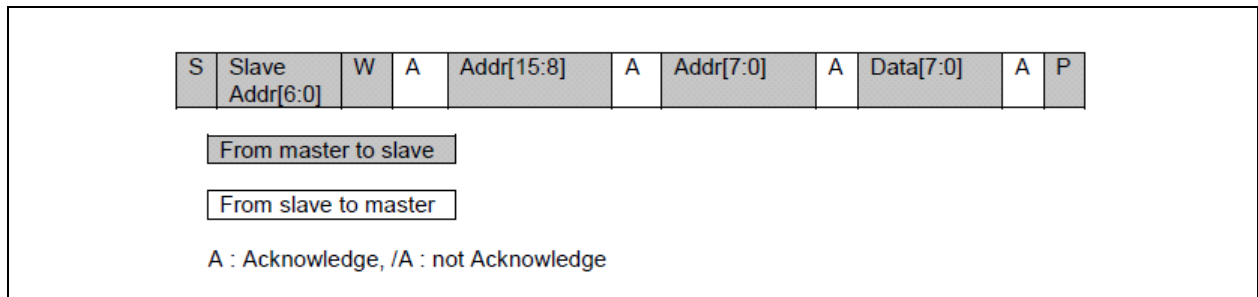 S Slave Addr[6:0] W A Addr[15:8] A Addr[7:0] A Data[7:0] A P
From master to slave
From slave to master
A : Acknowledge, /A : not Acknowledge